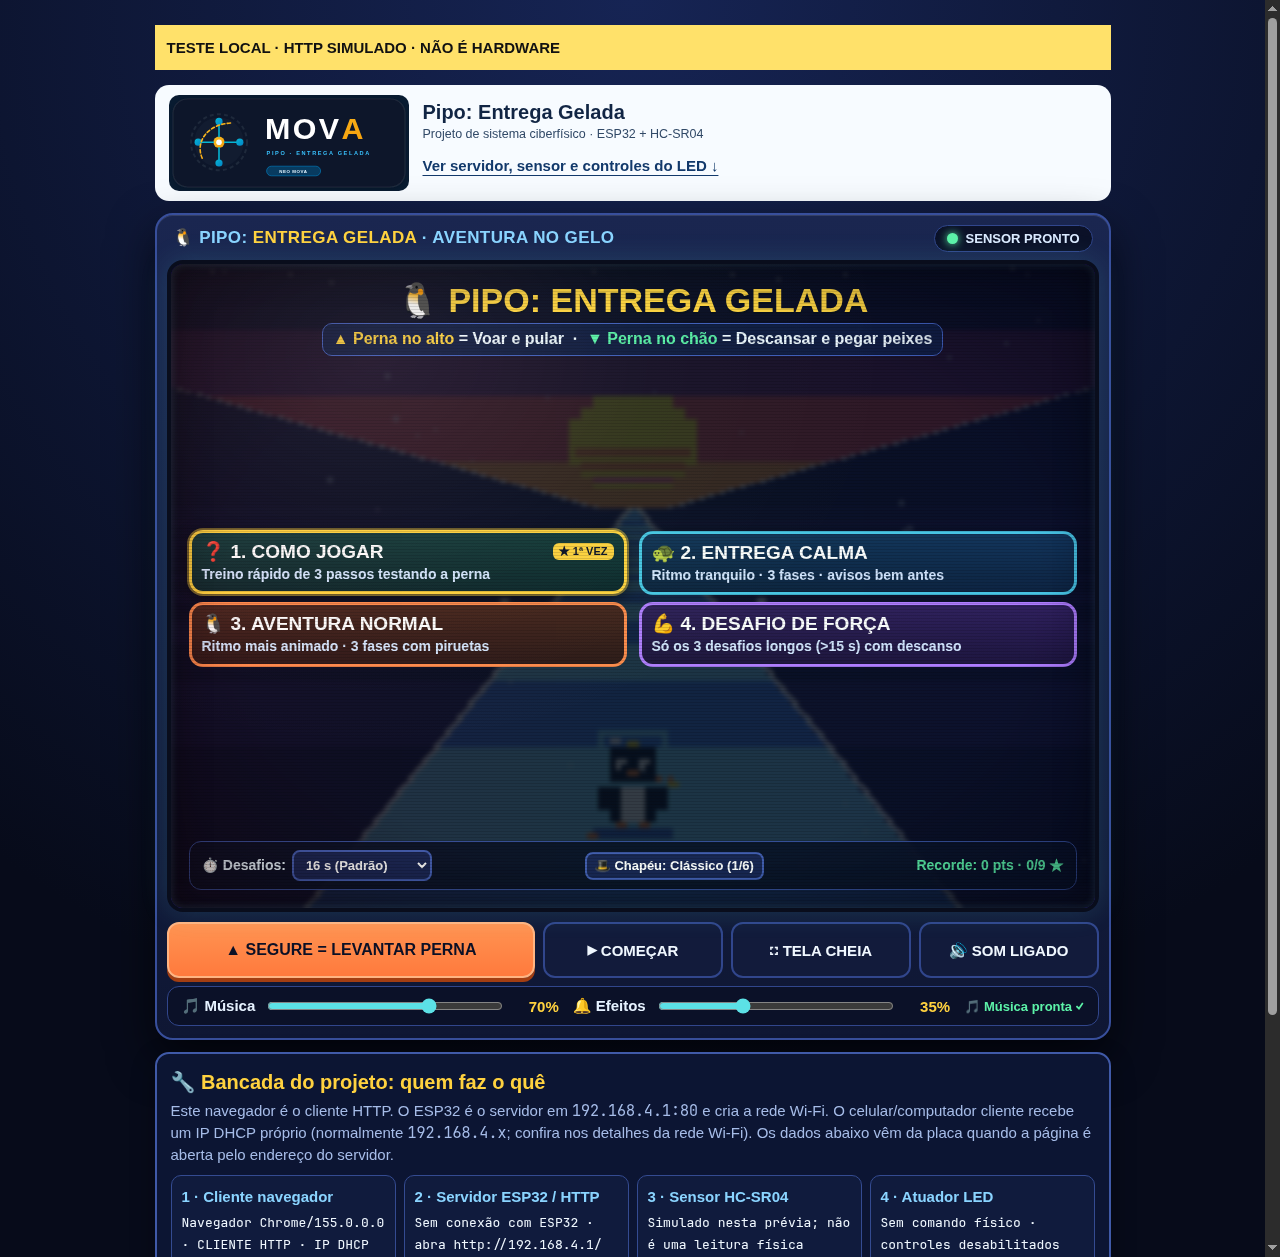 TESTE LOCAL · HTTP SIMULADO · NÃO É HARDWARE
MOVA
PIPO - ENTREGA GELADA
NEO MOVA
Pipo: Entrega Gelada
Projeto de sistema ciberfísico · ESP32 + HC-SR04
Ver servidor, sensor e controles do LED ↓
🐧 PIPO: ENTREGA GELADA · AVENTURA NO GELO
SENSOR PRONTO
🐧 PIPO: ENTREGA GELADA
▲ Perna no alto = Voar e pular · ▼ Perna no chão = Descansar e pegar peixes
❓ 1. COMO JOGAR
★ 1ª VEZ
Treino rápido de 3 passos testando a perna
🐢 2. ENTREGA CALMA
Ritmo tranquilo · 3 fases · avisos bem antes
🐧 3. AVENTURA NORMAL
Ritmo mais animado · 3 fases com piruetas
💪 4. DESAFIO DE FORÇA
Só os 3 desafios longos (>15 s) com descanso
⏱️ Desafios: 16 s (Padrão)
🎩 Chapéu: Clássico (1/6)
Recorde: 0 pts · 0/9 ★
▲ SEGURE = LEVANTAR PERNA
► COMEÇAR
⛶ TELA CHEIA
🔊 SOM LIGADO
🎵 Música 70% 🔔 Efeitos 35% 🎵 Música pronta ✓
🔧 Bancada do projeto: quem faz o quê
Este navegador é o cliente HTTP. O ESP32 é o servidor em 192.168.4.1:80 e cria a rede Wi-Fi. O celular/computador cliente recebe
um IP DHCP próprio (normalmente 192.168.4.x; confira nos detalhes da rede Wi-Fi). Os dados abaixo vêm da placa quando a página é
aberta pelo endereço do servidor.
1 · Cliente navegador
Navegador Chrome/155.0.0.0
· CLIENTE HTTP · IP DHCP
2 · Servidor ESP32 / HTTP
Sem conexão com ESP32 ·
abra http://192.168.4.1/
3 · Sensor HC-SR04
Simulado nesta prévia; não
é uma leitura física
4 · Atuador LED
Sem comando físico ·
controles desabilitados